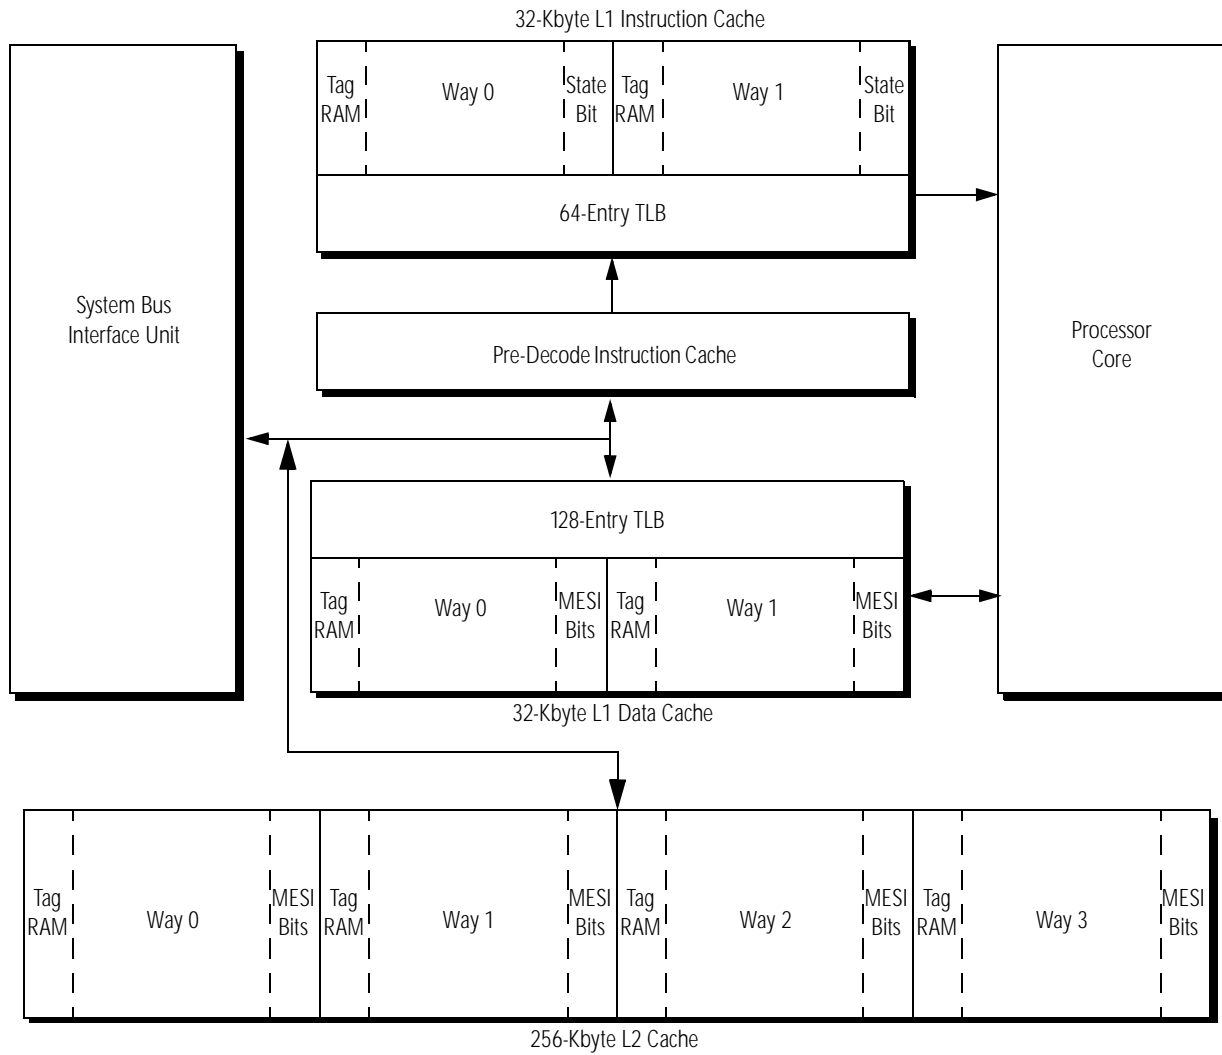 32-Kbyte L1 Instruction Cache
Tag
RAM
Way 0
State
Bit
Tag
RAM
Way 1
State
Bit
64-Entry TLB
System Bus
Interface Unit
Pre-Decode Instruction Cache
Processor
Core
128-Entry TLB
Tag
RAM
Way 0
MESI
Bits
Tag
RAM
Way 1
MESI
Bits
32-Kbyte L1 Data Cache
Tag
RAM
Way 0
MESI
Bits
Tag
RAM
Way 1
MESI
Bits
Tag
RAM
Way 2
MESI
Bits
Tag
RAM
Way 3
MESI
Bits
256-Kbyte L2 Cache